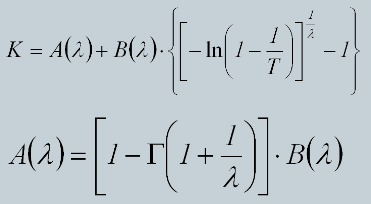 K = A(λ) + B(λ) · { [ −ln( 1 − 1/T ) ]^(1/λ) − 1 }
A(λ) = [ 1 − Γ( 1 + 1/λ ) ] · B(λ)